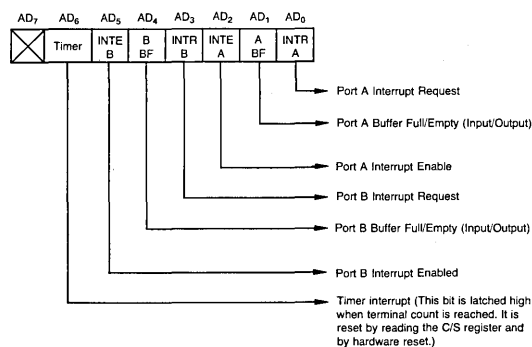 AD7 AD6 AD5 AD4 AD3 AD2 AD1 AD0
Timer INTE B B BF INTR B INTE A A BF INTR A
Port A Interrupt Request
Port A Buffer Full/Empty (Input/Output)
Port A Interrupt Enable
Port B Interrupt Request
Port B Buffer Full/Empty (Input/Output)
Port B Interrupt Enabled
Timer interrupt (This bit is latched high
when terminal count is reached. It is
reset by reading the C/S register and
by hardware reset.)